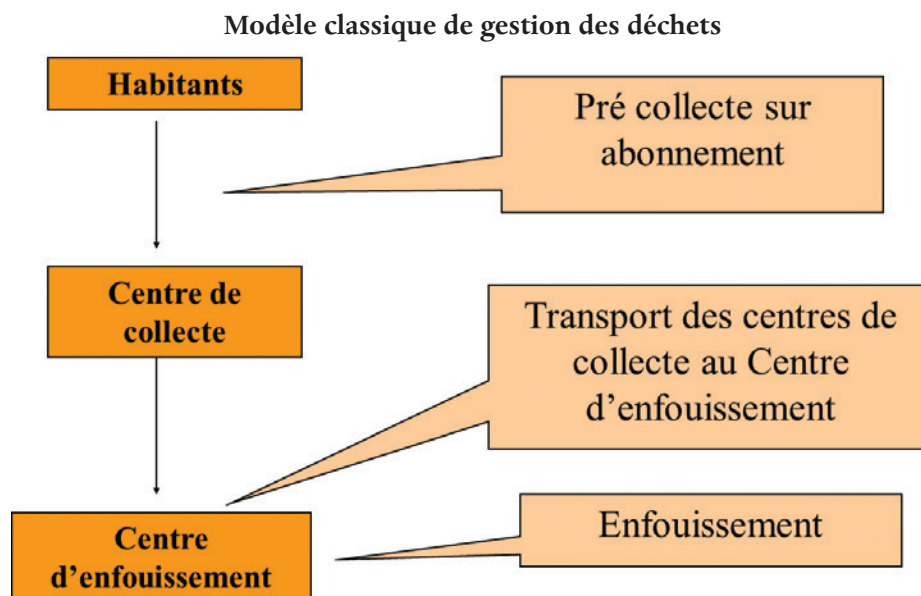 Modèle classique de gestion des déchets
Habitants
Pré collecte sur
abonnement
Centre de
collecte
Transport des centres de
collecte au Centre
d’enfouissement
Centre
d’enfouissement
Enfouissement